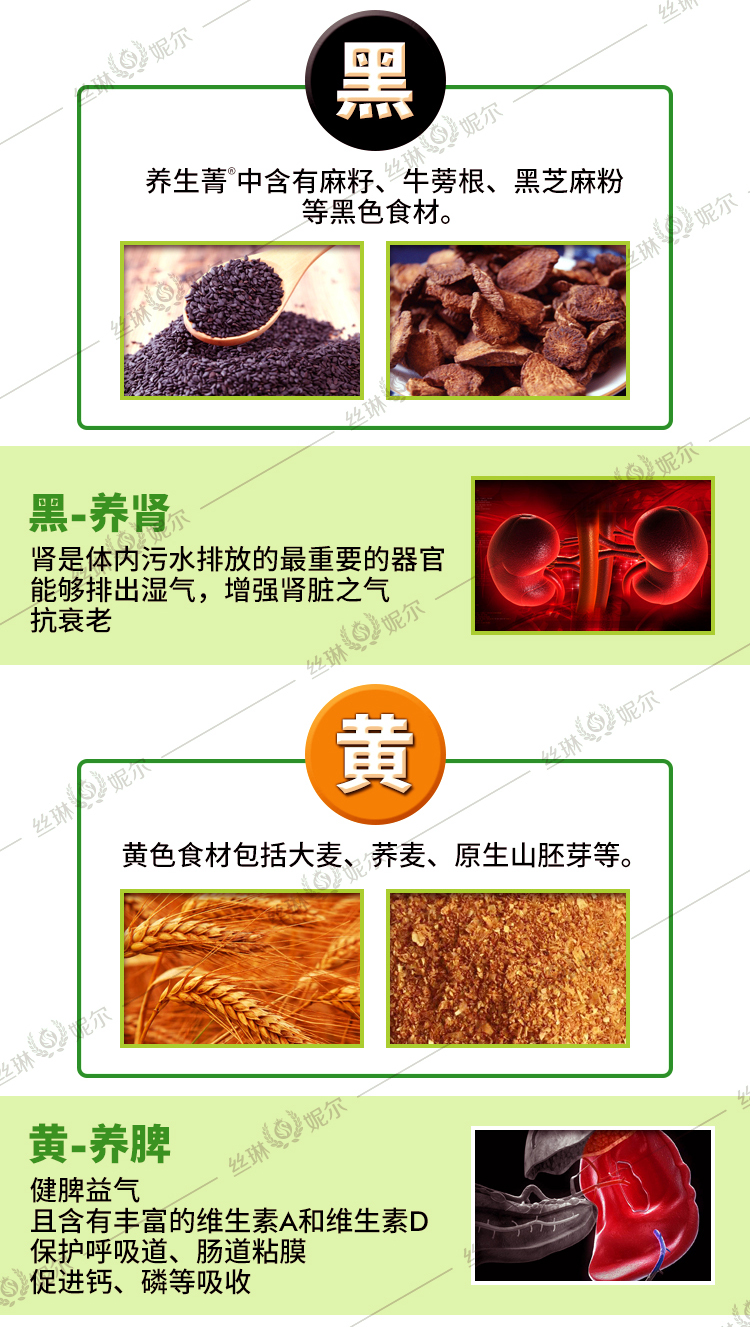 黑
养生菁®中含有麻籽、牛蒡根、黑芝麻粉
等黑色食材。
黑-养肾
肾是体内污水排放的最重要的器官
能够排出湿气，增强肾脏之气
抗衰老
黄
黄色食材包括大麦、荞麦、原生山胚芽等。
黄-养脾
健脾益气
且含有丰富的维生素A和维生素D
保护呼吸道、肠道粘膜
促进钙、磷等吸收
丝琳妮尔